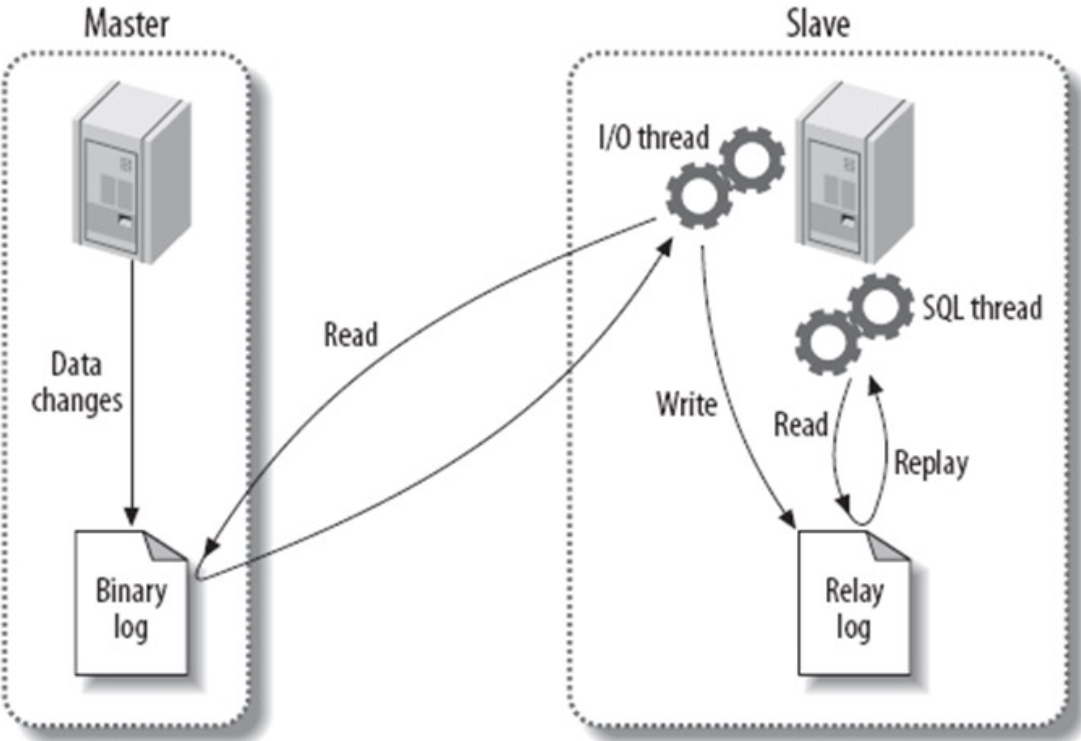 Master
Slave
I/O thread
SQL thread
Read
Data
changes
Write
Read
Replay
Binary
log
Relay
log